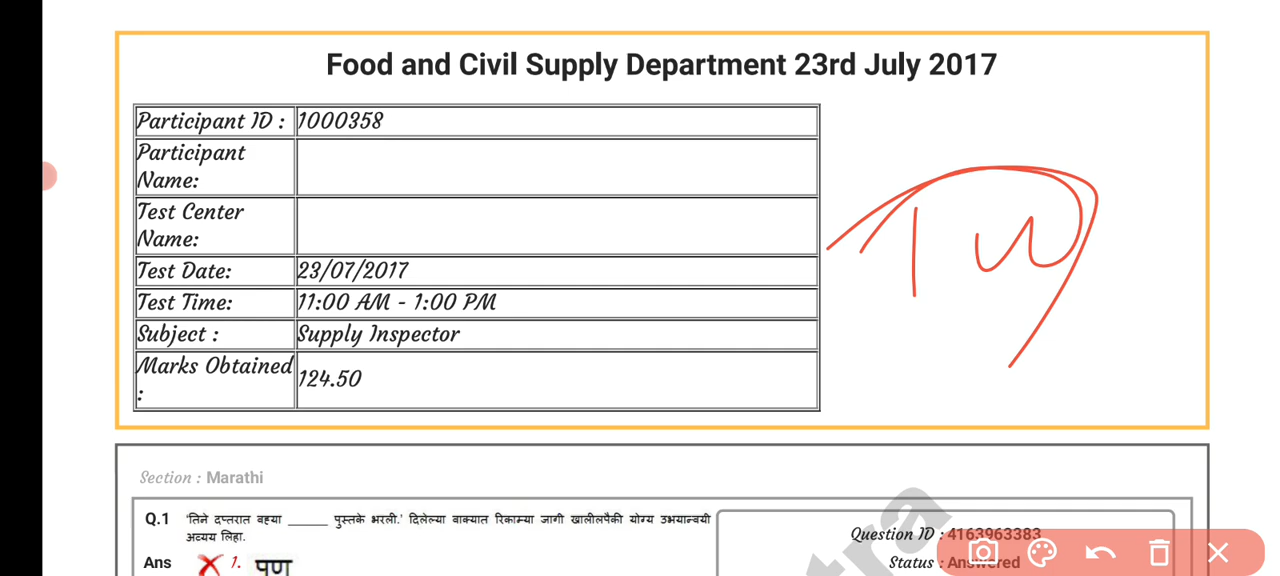 Food and Civil Supply Department 23rd July 2017
Participant ID : 1000358
Participant Name:
Test Center Name:
Test Date: 23/07/2017
Test Time: 11:00 AM - 1:00 PM
Subject : Supply Inspector
Marks Obtained : 124.50
Section : Marathi
Q.1 'तिने दप्तरात वह्या ______ पुस्तके भरली.' दिलेल्या वाक्यात रिकाम्या जागी खालीलपैकी योग्य उभयान्वयी
अव्यय लिहा.
Question ID : 4163963383
Ans 1. पण
Status : Answered